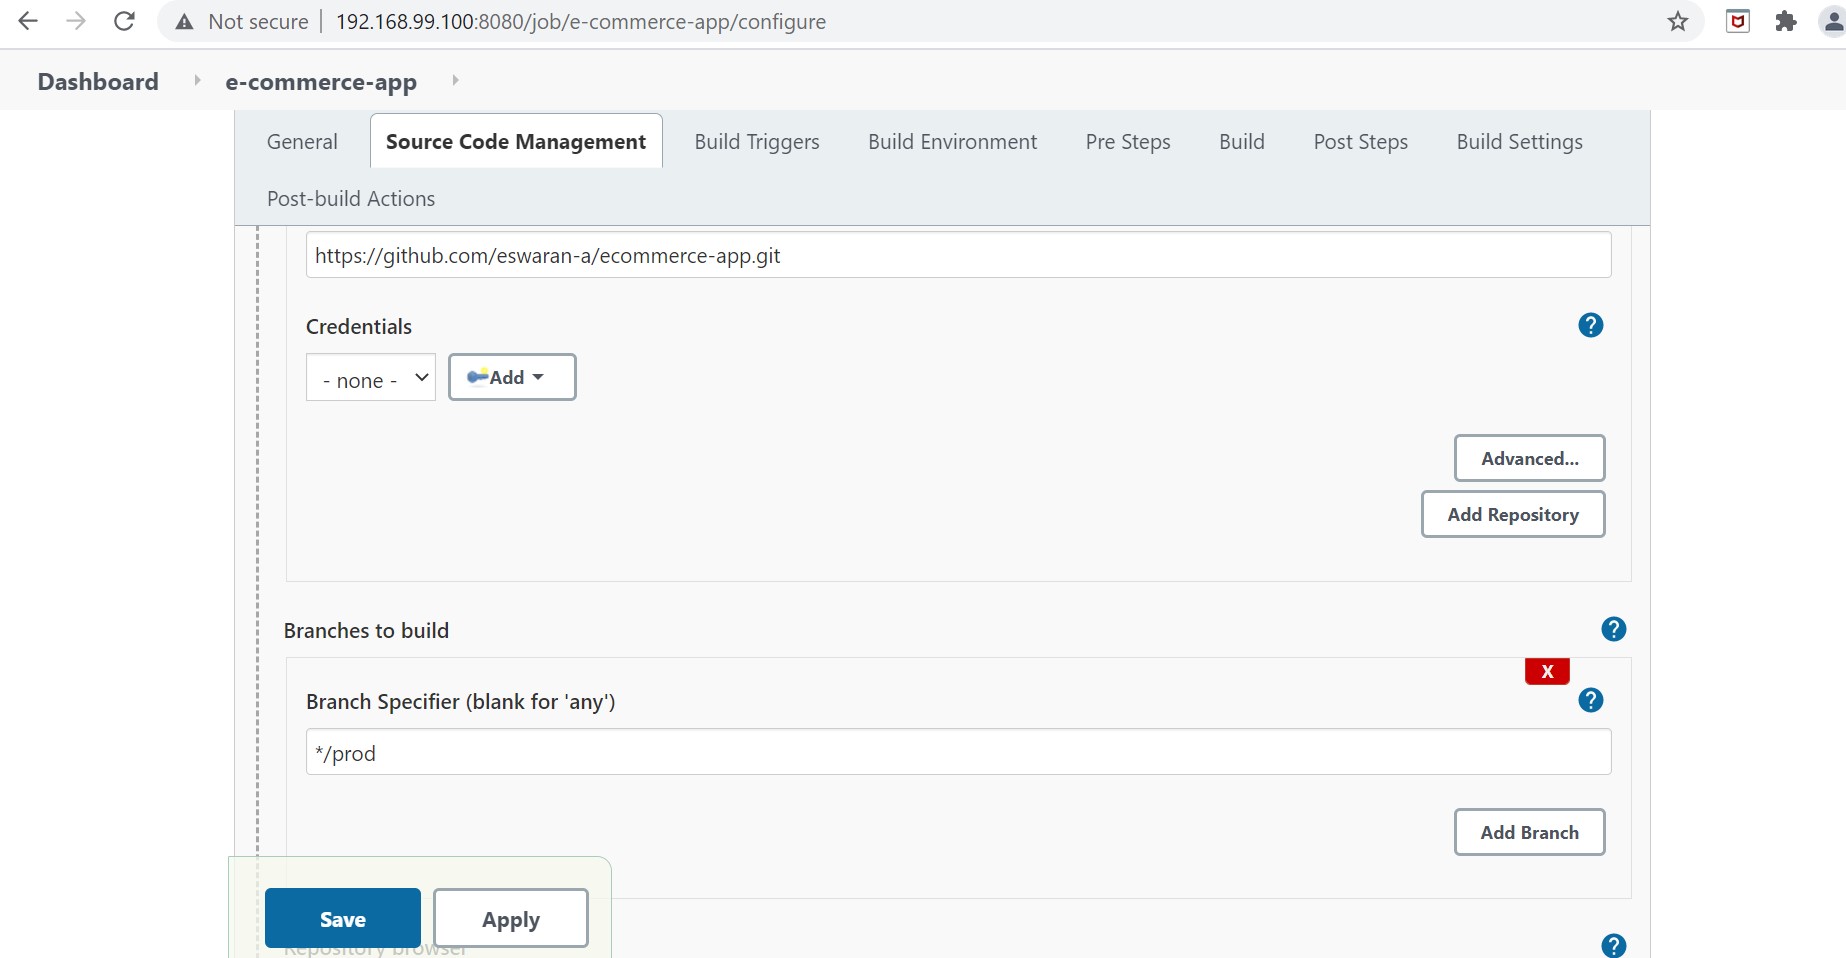 Not secure | 192.168.99.100:8080/job/e-commerce-app/configure
Dashboard e-commerce-app
General Source Code Management Build Triggers Build Environment Pre Steps Build Post Steps Build Settings
Post-build Actions
https://github.com/eswaran-a/ecommerce-app.git
Credentials ?
- none - Add
Advanced...
Add Repository
Branches to build ?
X
Branch Specifier (blank for 'any') ?
*/prod
Add Branch
Save Apply
Repository browser ?